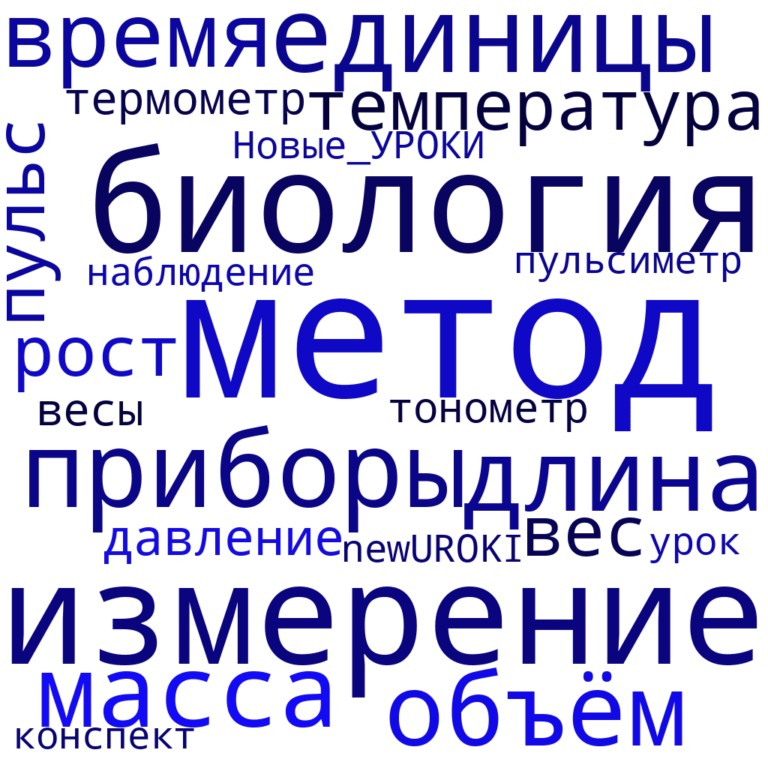 время единицы
термометр температура
Новые_УРОКИ
пульс
биология
наблюдение пульсиметр
метод
рост
весы тонометр
приборы длина
давление newUROKI вес урок
измерение
масса объём
конспект